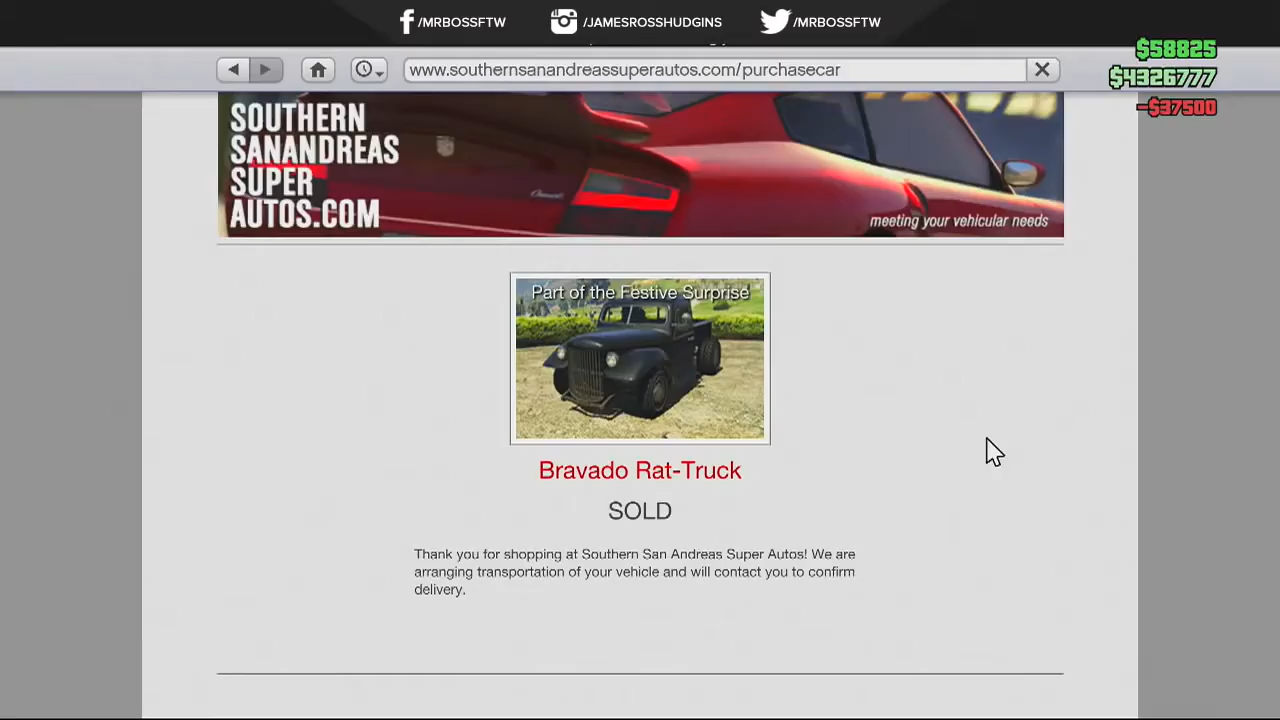 /MRBOSSFTW
/JAMESROSSHUDGINS
/MRBOSSFTW
www.southernsanandreassuperautos.com/purchasecar
$58825
$4326777
-$37500
SOUTHERN
SANANDREAS
SUPER
AUTOS.COM
meeting your vehicular needs
Part of the Festive Surprise
Bravado Rat-Truck
SOLD
Thank you for shopping at Southern San Andreas Super Autos! We are
arranging transportation of your vehicle and will contact you to confirm
delivery.